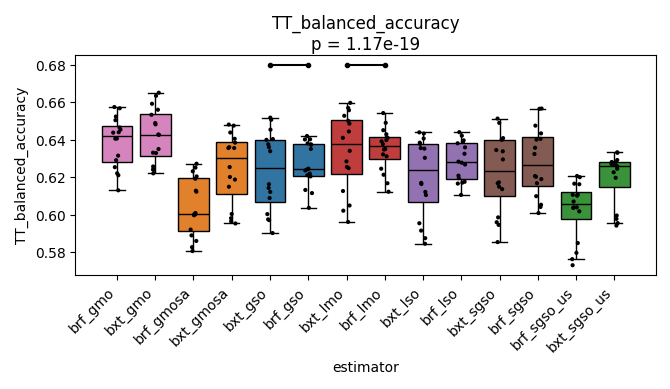 TT_balanced_accuracy
p = 1.17e-19
TT_balanced_accuracy
0.68
0.66
0.64
0.62
0.60
0.58
brf_gmo
bxt_gmo
brf_gmosa
bxt_gmosa
bxt_gso
brf_gso
bxt_lmo
brf_lmo
bxt_lso
brf_lso
bxt_sgso
brf_sgso
brf_sgso_us
bxt_sgso_us
estimator